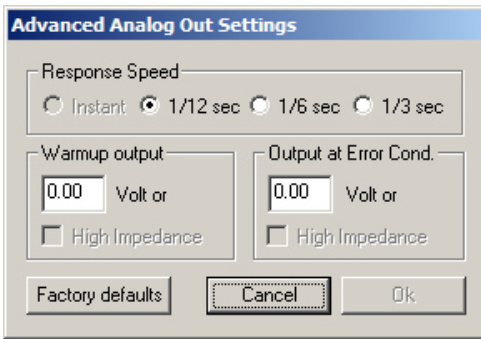 Advanced Analog Out Settings
Response Speed
Instant 1/12 sec 1/6 sec 1/3 sec
Warmup output
0.00 Volt or
High Impedance
Output at Error Cond.
0.00 Volt or
High Impedance
Factory defaults Cancel Ok